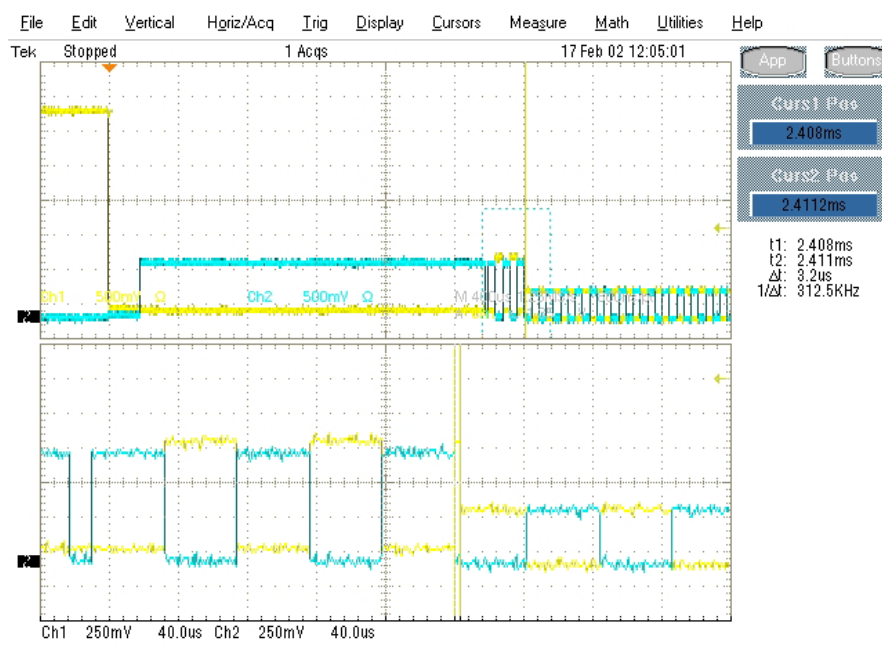 File Edit Vertical Horiz/Acq Trig Display Cursors Measure Math Utilities Help
Tek Stopped 1 Acqs 17 Feb 02 12:05:01
App Buttons
Curs1 Pos
2.408ms
Curs2 Pos
2.4112ms
t1: 2.408ms
t2: 2.411ms
Δt: 3.2us
1/Δt: 312.5KHz
Ch1 500mV Ω Ch2 500mV Ω
Ch1 250mV 40.0us Ch2 250mV 40.0us